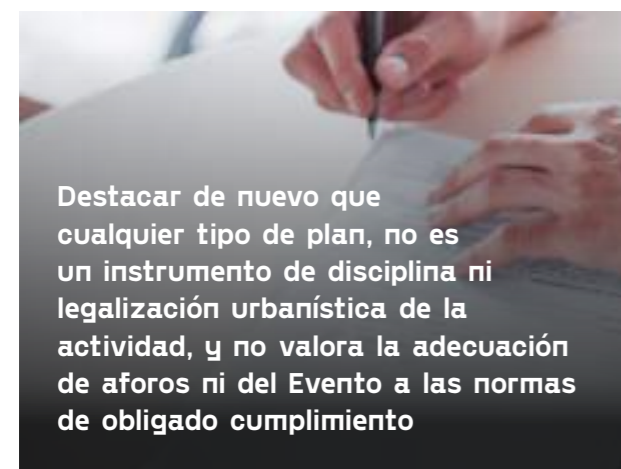 Destacar de nuevo que
cualquier tipo de plan, no es
un instrumento de disciplina ni
legalización urbanística de la
actividad, y no valora la adecuación
de aforos ni del Evento a las normas
de obligado cumplimiento